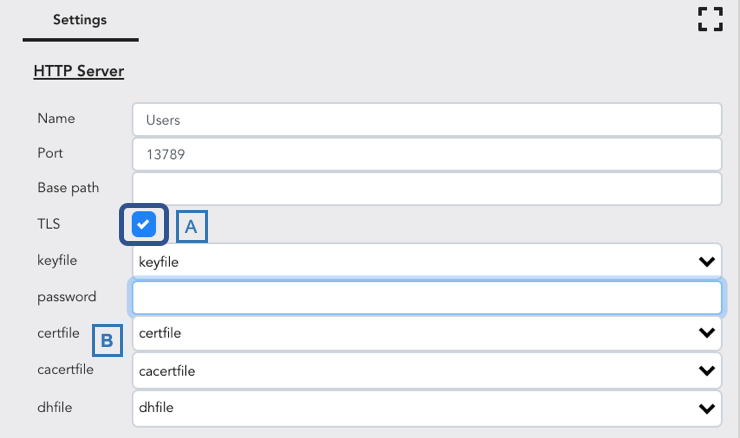 Settings
HTTP Server
Name Users
Port 13789
Base path
TLS A
keyfile keyfile
password
certfile B certfile
cacertfile cacertfile
dhfile dhfile